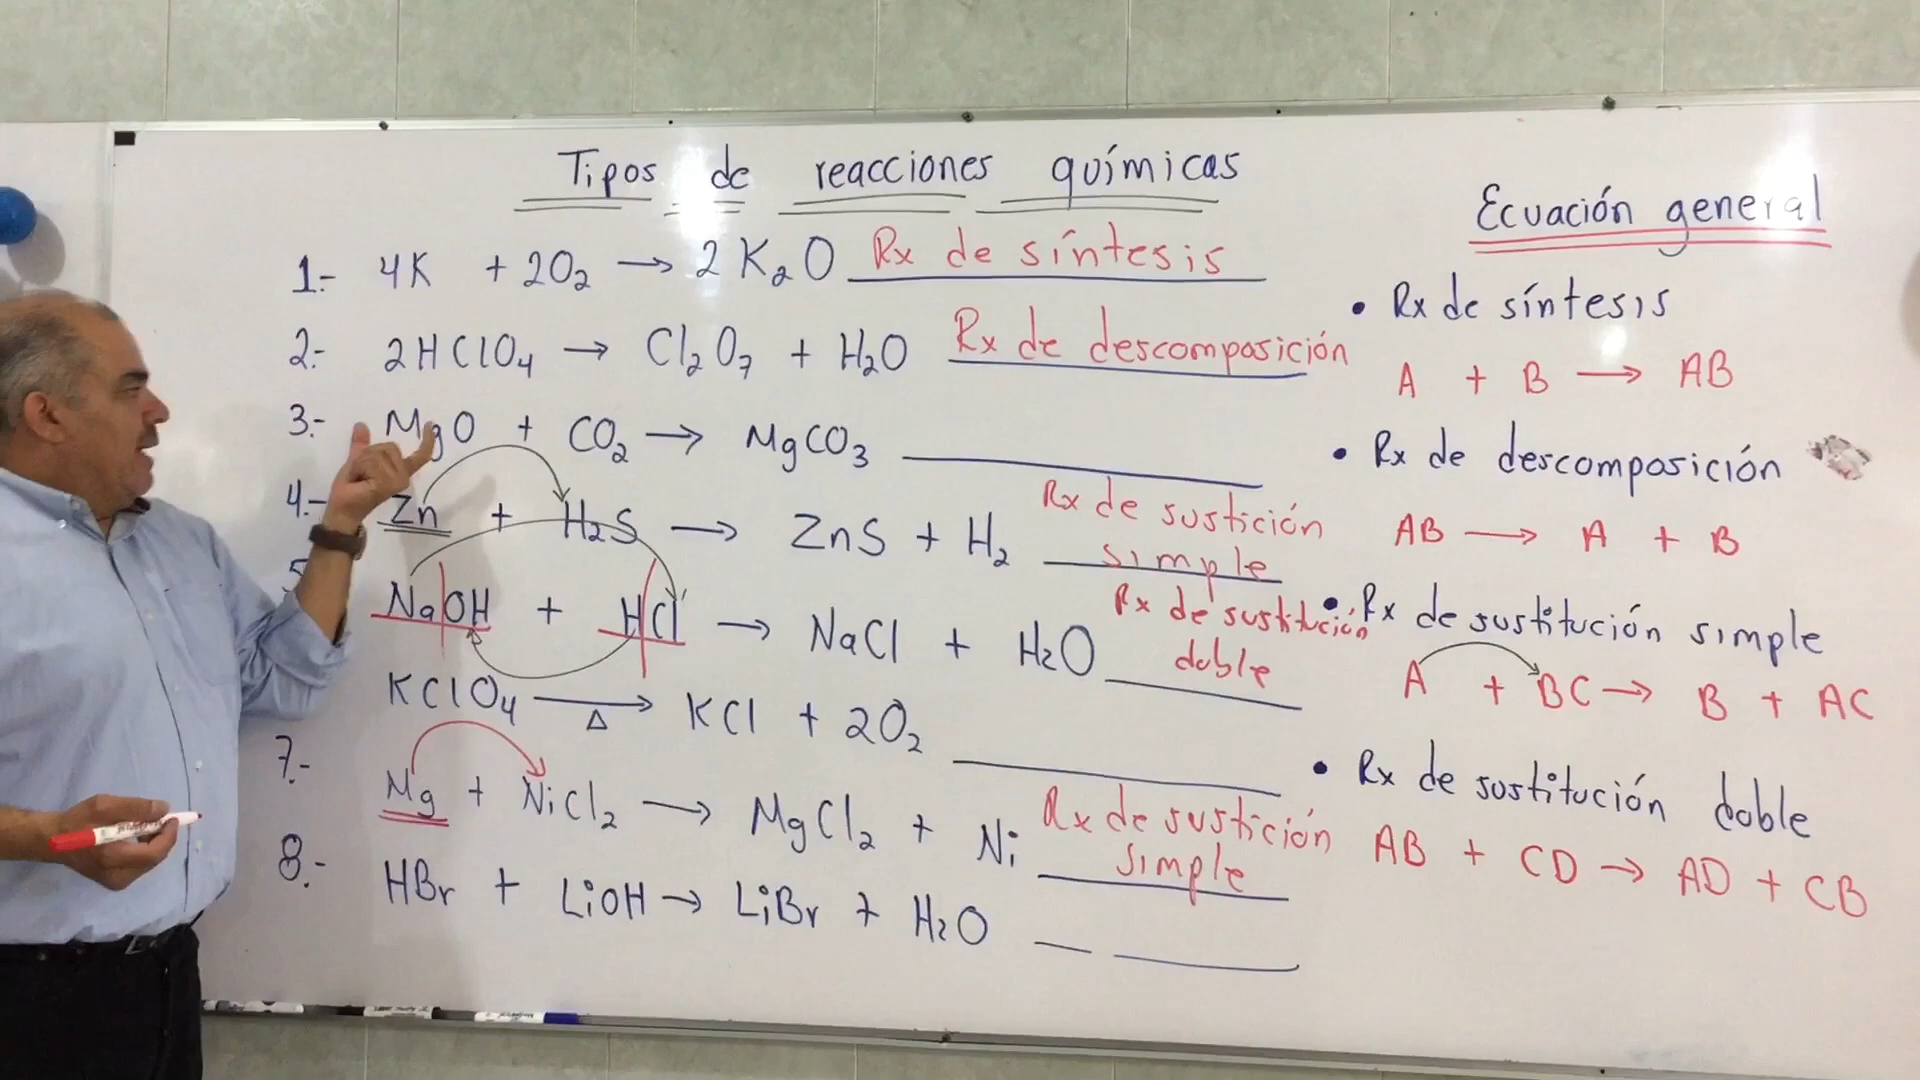 Tipos de reacciones químicas
1.- 4K + 2O₂ → 2 K₂O Rx de síntesis
2.- 2HClO₄ → Cl₂O₇ + H₂O Rx de descomposición
3.- MgO + CO₂ → MgCO₃
4.- Zn + H₂S → ZnS + H₂ Rx de sustición
simple
5 NaOH + HCl → NaCl + H₂O Rx de sustitución
doble
KClO₄ → KCl + 2O₂
Δ
7.- Mg + NiCl₂ → MgCl₂ + Ni Rx de sustición
simple
8.- HBr + LiOH → LiBr + H₂O
Ecuación general
• Rx de síntesis
A + B → AB
• Rx de descomposición
AB → A + B
• Rx de sustitución simple
A + BC → B + AC
• Rx de sustitución doble
AB + CD → AD + CB